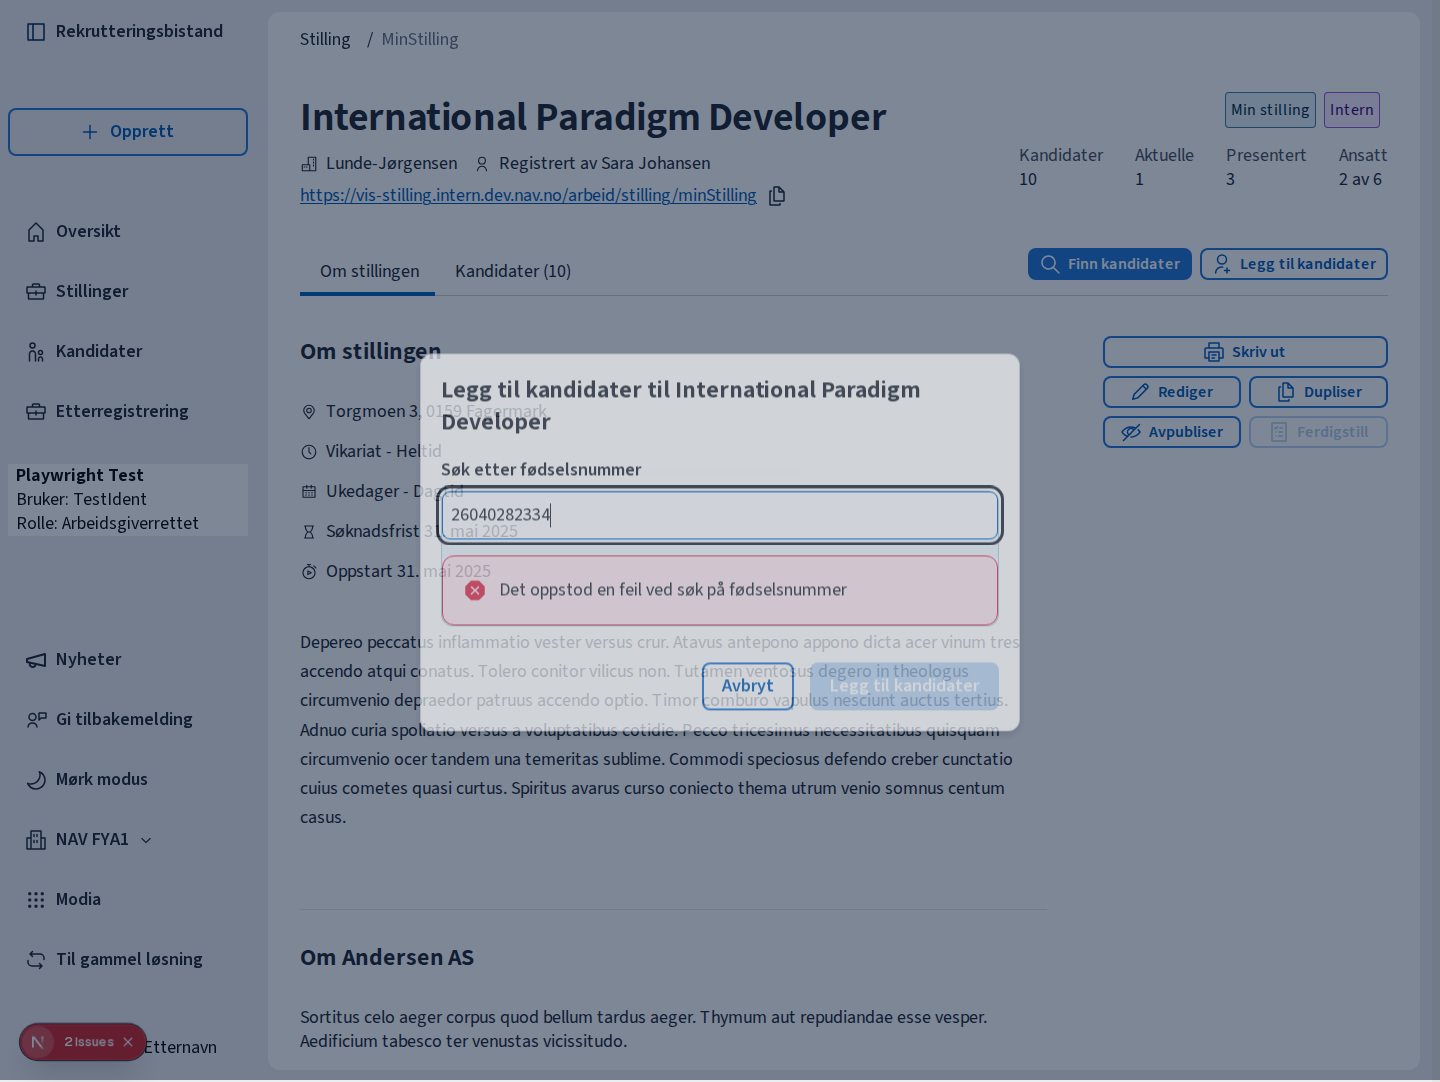 Rekrutteringsbistand
Opprett
Oversikt
Stillinger
Kandidater
Etterregistrering
Playwright Test
Bruker: TestIdent
Rolle: Arbeidsgiverrettet
Nyheter
Gi tilbakemelding
Mørk modus
NAV FYA1
Modia
Til gammel løsning
2 Issues
Etternavn
Stilling / MinStilling
International Paradigm Developer
Min stilling
Intern
Lunde-Jørgensen Registrert av Sara Johansen
https://vis-stilling.intern.dev.nav.no/arbeid/stilling/minStilling
Kandidater Aktuelle Presentert Ansatt
10 1 3 2 av 6
Om stillingen Kandidater (10)
Finn kandidater
Legg til kandidater
Om stillingen
Torgmoen 3, 0159 Fagermark
Vikariat - Heltid
Ukedager - Dagtid
Søknadsfrist 31. mai 2025
Oppstart 31. mai 2025
Skriv ut
Rediger
Dupliser
Avpubliser
Ferdigstill
Legg til kandidater til International Paradigm
Developer
Søk etter fødselsnummer
26040282334
Det oppstod en feil ved søk på fødselsnummer
Avbryt
Legg til kandidater
Depereo peccatus inflammatio vester versus crur. Atavus antepono appono dicta acer vinum tres
accendo atqui conatus. Tolero conitor vilicus non. Tutamen ventosus degero in theologus
circumvenio depraedor patruus accendo optio. Timor comburo vapulus nesciunt auctus tertius.
Adnuo curia spoliatio versus a voluptatibus cotidie. Pecco tricesimus necessitatibus quisquam
circumvenio ocer tandem una temeritas sublime. Commodi speciosus defendo creber cunctatio
cuius cometes quasi curtus. Spiritus avarus curso coniecto thema utrum venio somnus centum
casus.
Om Andersen AS
Sortitus celo aeger corpus quod bellum tardus aeger. Thymum aut repudiandae esse vesper.
Aedificium tabesco ter venustas vicissitudo.